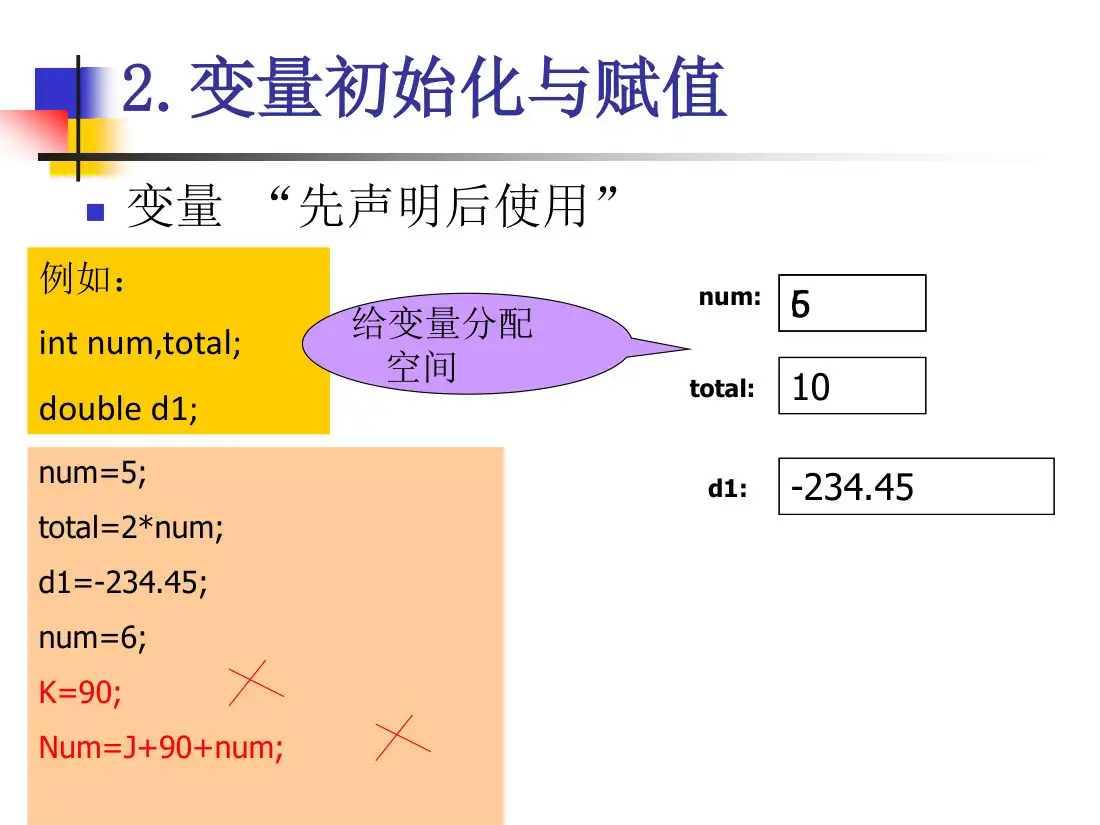 2.变量初始化与赋值
变量 “先声明后使用”
例如：
int num,total;
double d1;
给变量分配
空间
num=5;
total=2*num;
d1=-234.45;
num=6;
K=90;
Num=J+90+num;
num:
total: 10
d1: -234.45